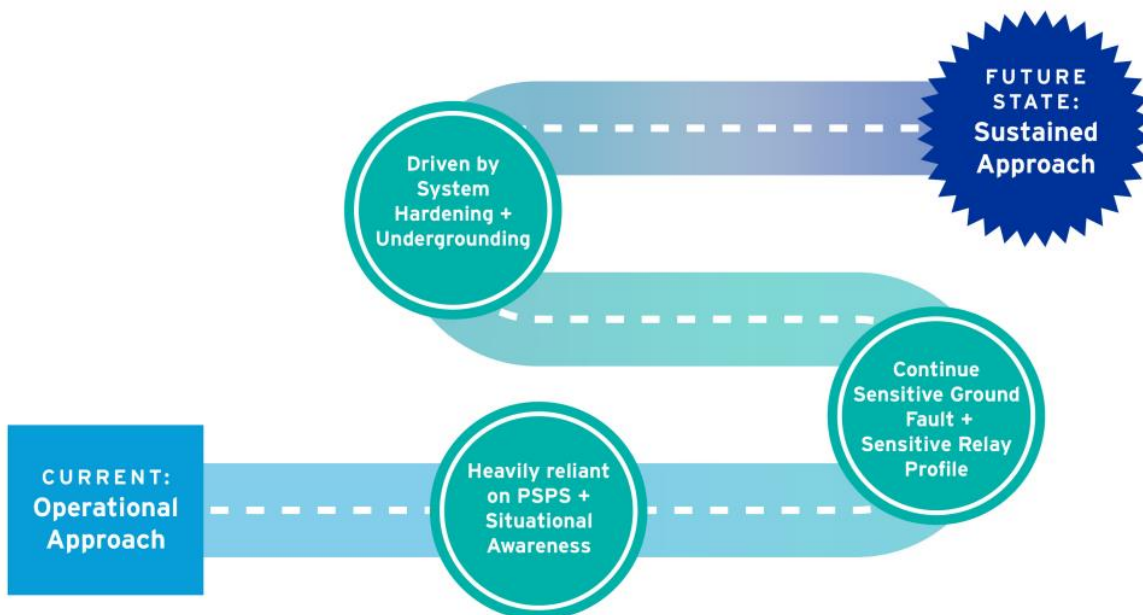 CURRENT:
Operational
Approach
Heavily reliant
on PSPS +
Situational
Awareness
Continue
Sensitive Ground
Fault +
Sensitive Relay
Profile
Driven by
System
Hardening +
Undergrounding
FUTURE
STATE:
Sustained
Approach